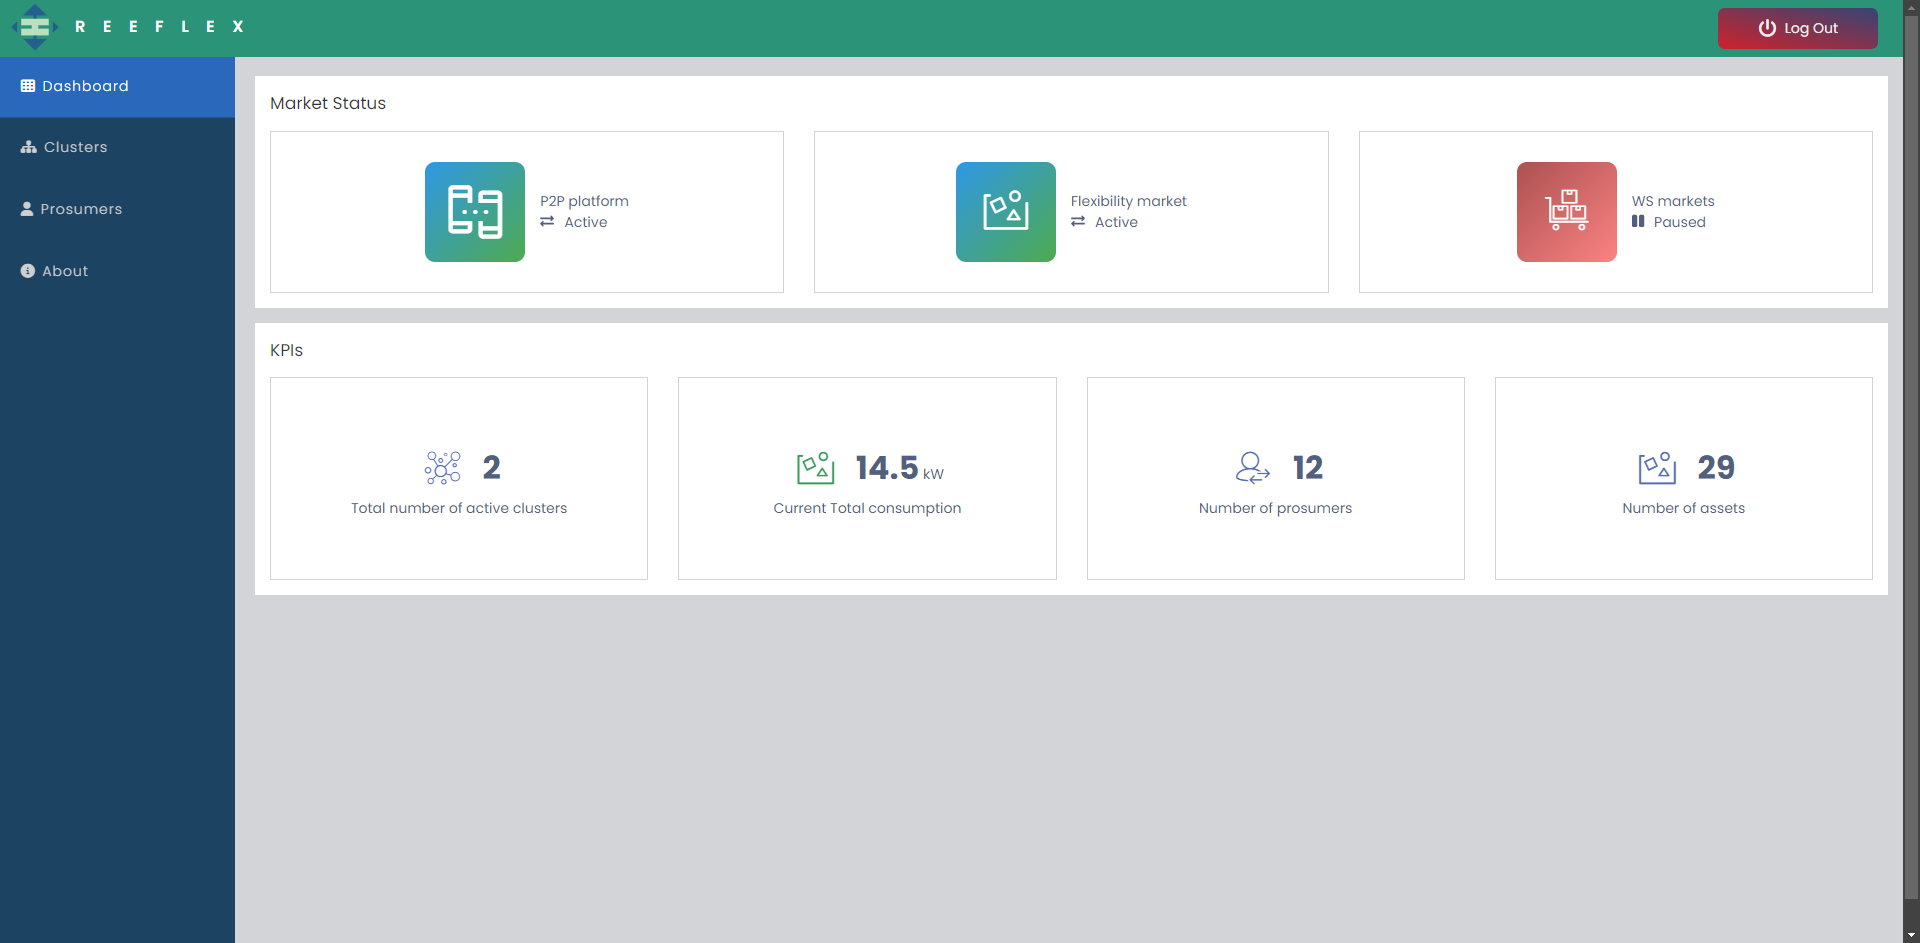 R E E F L E X
Log Out
Dashboard
Clusters
Prosumers
About
Market Status
P2P platform
Active
Flexibility market
Active
WS markets
Paused
KPIs
2
Total number of active clusters
14.5 kW
Current Total consumption
12
Number of prosumers
29
Number of assets